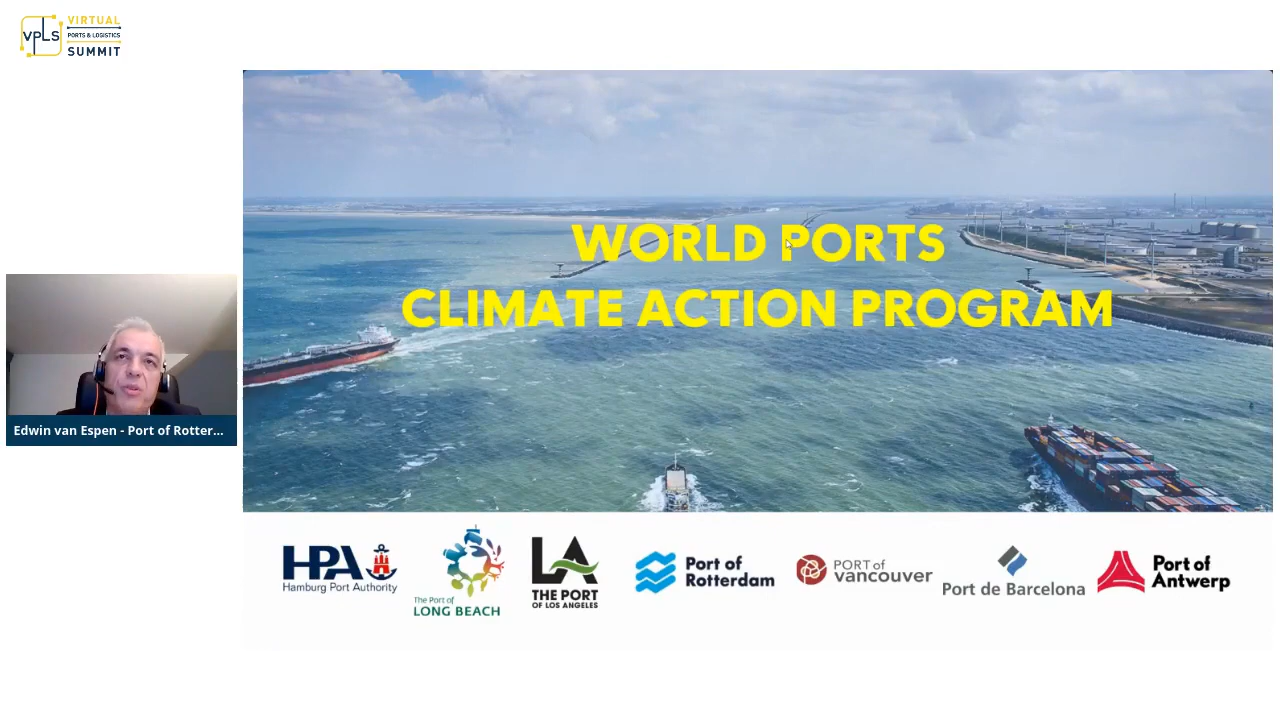 vpLs
VIRTUAL
PORTS & LOGISTICS
SUMMIT
WORLD PORTS
CLIMATE ACTION PROGRAM
Edwin van Espen - Port of Rotter...
HPA
Hamburg Port Authority
The Port of
LONG BEACH
LA
THE PORT
OF LOS ANGELES
Port of
Rotterdam
PORT of
vancouver
Port de Barcelona
Port of
Antwerp